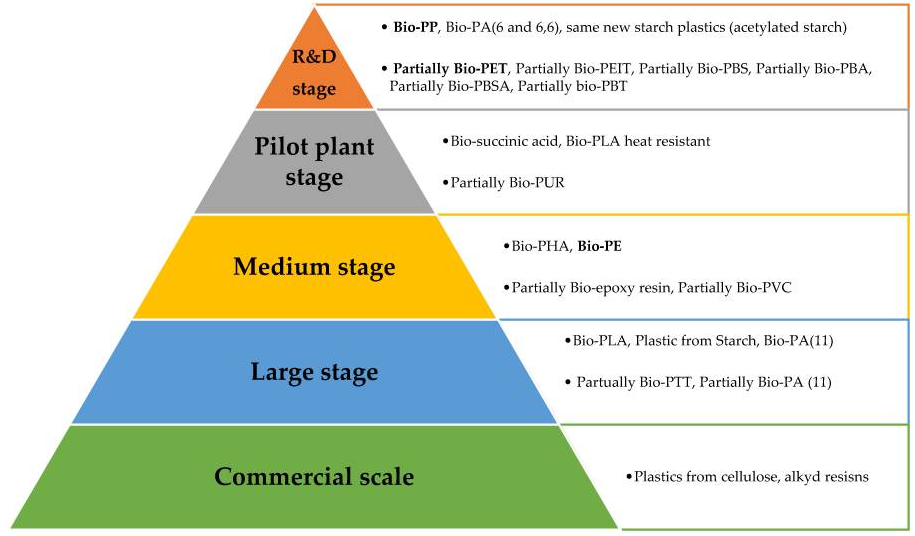 R&D
stage
• Bio-PP, Bio-PA(6 and 6,6), same new starch plastics (acetylated starch)
• Partially Bio-PET, Partially Bio-PEIT, Partially Bio-PBS, Partially Bio-PBA,
Partially Bio-PBSA, Partially bio-PBT
Pilot plant
stage
•Bio-succinic acid, Bio-PLA heat resistant
•Partially Bio-PUR
Medium stage
•Bio-PHA, Bio-PE
•Partially Bio-epoxy resin, Partially Bio-PVC
Large stage
•Bio-PLA, Plastic from Starch, Bio-PA(11)
• Partually Bio-PTT, Partially Bio-PA (11)
Commercial scale
•Plastics from cellulose, alkyd resisns